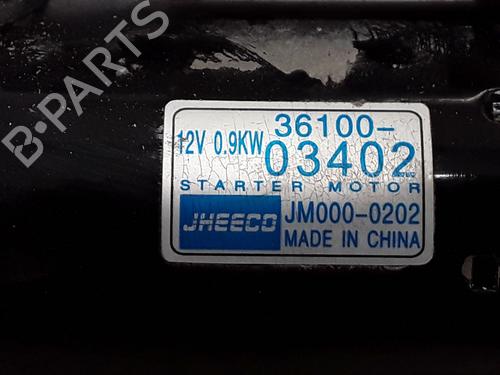 B-PARTS
12V 0.9KW 36100-
03402
STARTER MOTOR
JHEECO JM000-0202
MADE IN CHINA